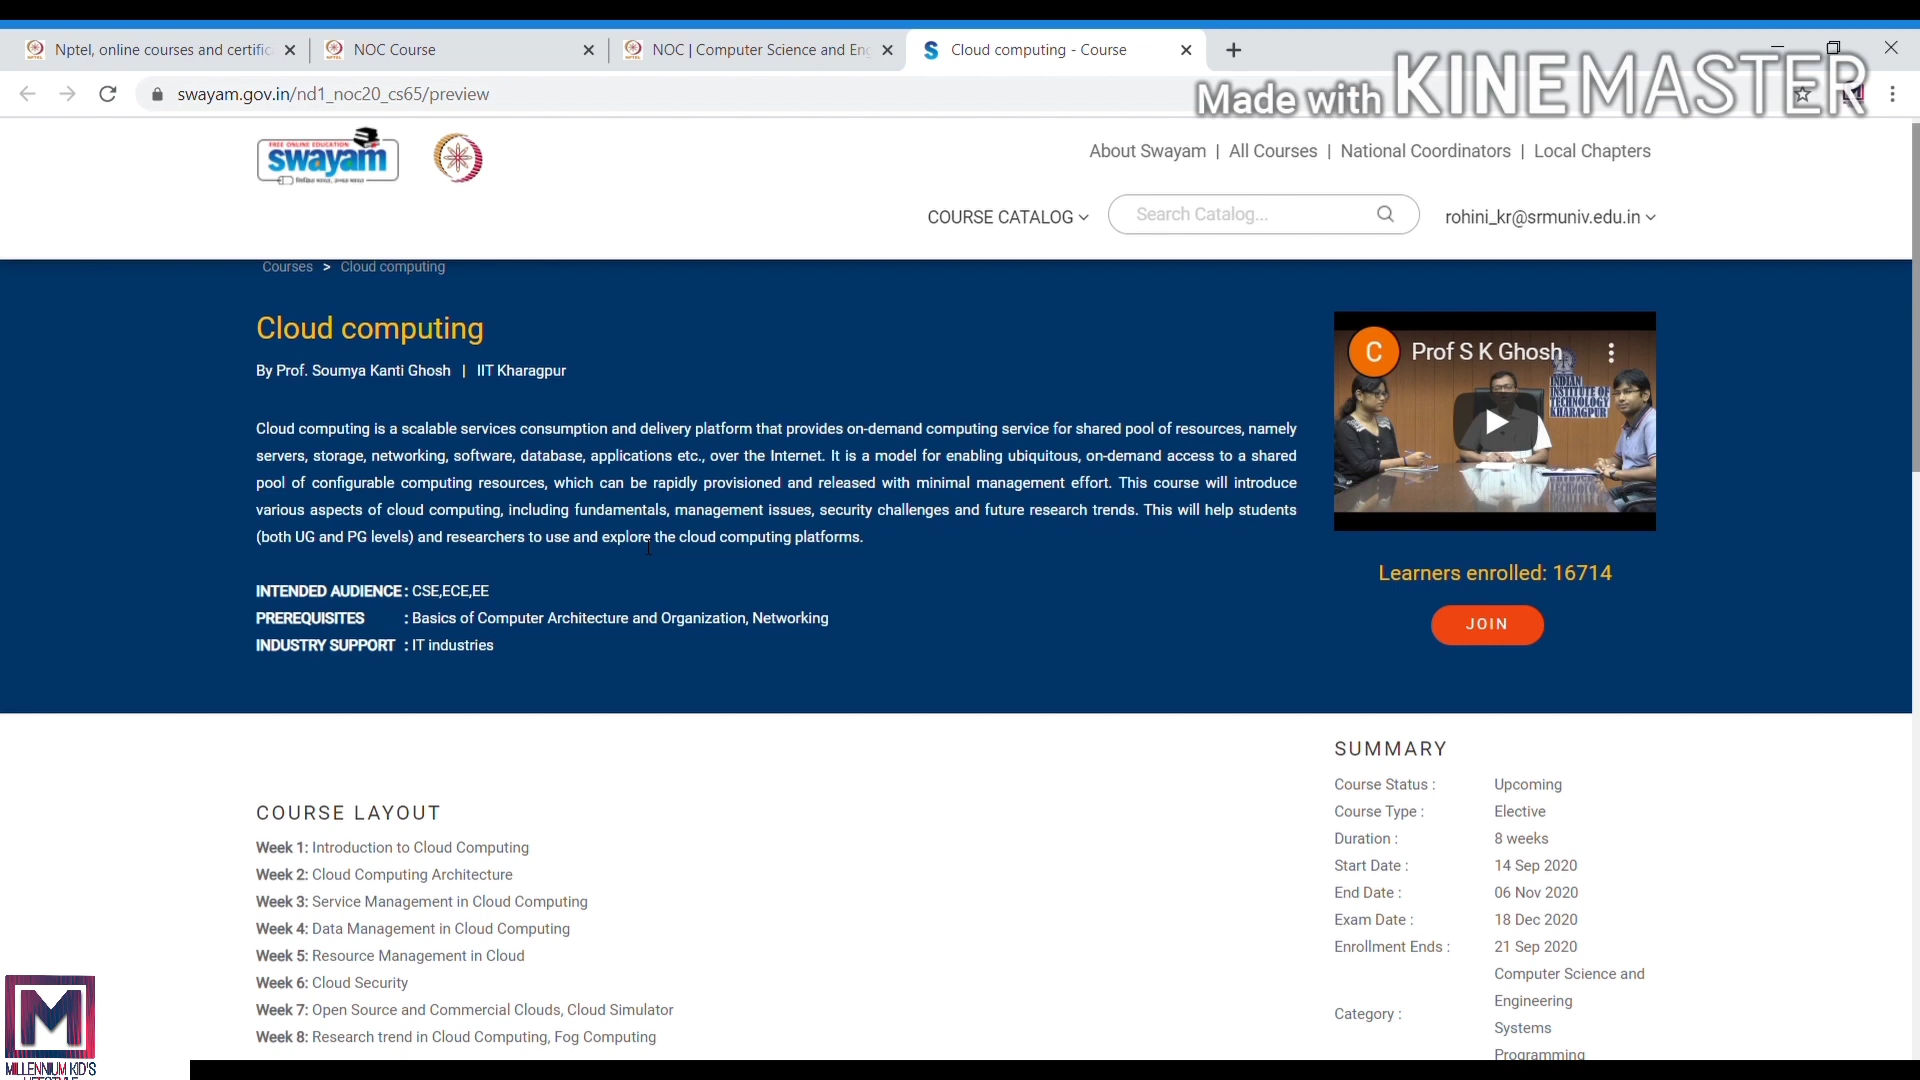 Nptel, online courses and certific
NOC Course
NOC | Computer Science and Eng
Cloud computing - Course
swayam.gov.in/nd1_noc20_cs65/preview
Made with KINEMASTER
FREE ONLINE EDUCATION
swayam
About Swayam | All Courses | National Coordinators | Local Chapters
COURSE CATALOG
Search Catalog...
rohini_kr@srmuniv.edu.in
Courses > Cloud computing
Cloud computing
By Prof. Soumya Kanti Ghosh | IIT Kharagpur
Cloud computing is a scalable services consumption and delivery platform that provides on-demand computing service for shared pool of resources, namely
servers, storage, networking, software, database, applications etc., over the Internet. It is a model for enabling ubiquitous, on-demand access to a shared
pool of configurable computing resources, which can be rapidly provisioned and released with minimal management effort. This course will introduce
various aspects of cloud computing, including fundamentals, management issues, security challenges and future research trends. This will help students
(both UG and PG levels) and researchers to use and explore the cloud computing platforms.
INTENDED AUDIENCE : CSE,ECE,EE
PREREQUISITES : Basics of Computer Architecture and Organization, Networking
INDUSTRY SUPPORT : IT industries
C Prof S K Ghosh
INDIAN
INSTITUTE OF
TECHNOLOGY
KHARAGPUR
Learners enrolled: 16714
JOIN
COURSE LAYOUT
Week 1: Introduction to Cloud Computing
Week 2: Cloud Computing Architecture
Week 3: Service Management in Cloud Computing
Week 4: Data Management in Cloud Computing
Week 5: Resource Management in Cloud
Week 6: Cloud Security
Week 7: Open Source and Commercial Clouds, Cloud Simulator
Week 8: Research trend in Cloud Computing, Fog Computing
SUMMARY
Course Status : Upcoming
Course Type : Elective
Duration : 8 weeks
Start Date : 14 Sep 2020
End Date : 06 Nov 2020
Exam Date : 18 Dec 2020
Enrollment Ends : 21 Sep 2020
Category :
Computer Science and
Engineering
Systems
Programming
M
MILLENNIUM KID'S
LIFESTYLE